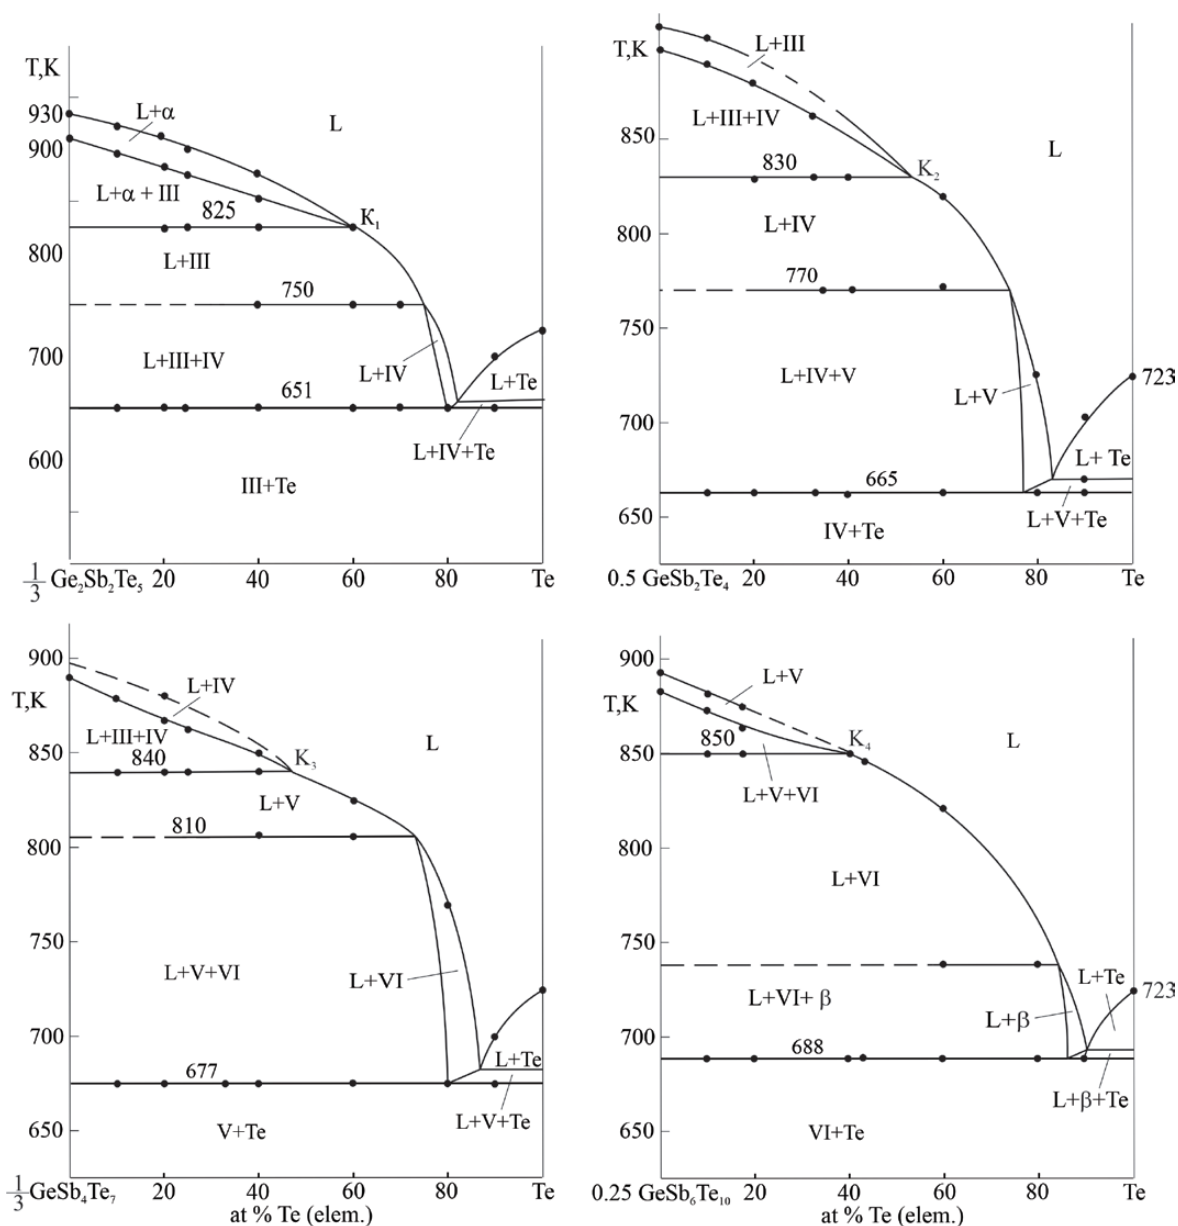 T,K
930
900
800
700
600
L+α
L
L+α + III
825
K₁
L+III
750
L+III+IV
L+IV
L+Te
651
L+IV+Te
III+Te
1/3 Ge₂Sb₂Te₅ 20 40 60 80 Te
T,K
850
800
750
700
650
L+III
L+III+IV
L
830
K₂
L+IV
770
L+IV+V
L+V
723
L+ Te
665
L+V+Te
IV+Te
0.5 GeSb₂Te₄ 20 40 60 80 Te
900
T,K
850
800
750
700
650
L+IV
L+III+IV
L
840
K₃
L+V
810
L+V+VI
L+VI
L+Te
677
L+V+Te
V+Te
1/3 GeSb₄Te₇ 20 40 60 80 Te
at % Te (elem.)
900
T,K
850
800
750
700
650
L+V
850
K₄
L
L+V+VI
L+VI
L+VI+ β
L+β
L+Te
723
688
L+β+Te
VI+Te
0.25 GeSb₆Te₁₀ 20 40 60 80 Te
at % Te (elem.)